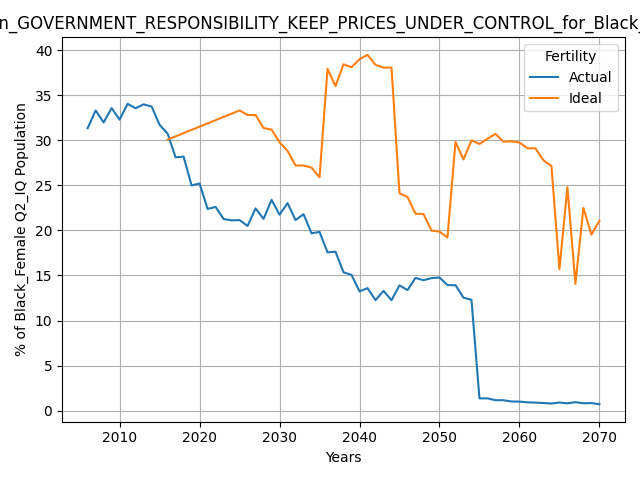 n_GOVERNMENT_RESPONSIBILITY_KEEP_PRICES_UNDER_CONTROL_for_Black_
Fertility
Actual
Ideal
% of Black_Female Q2_IQ Population
40
35
30
25
20
15
10
5
0
2010 2020 2030 2040 2050 2060 2070
Years